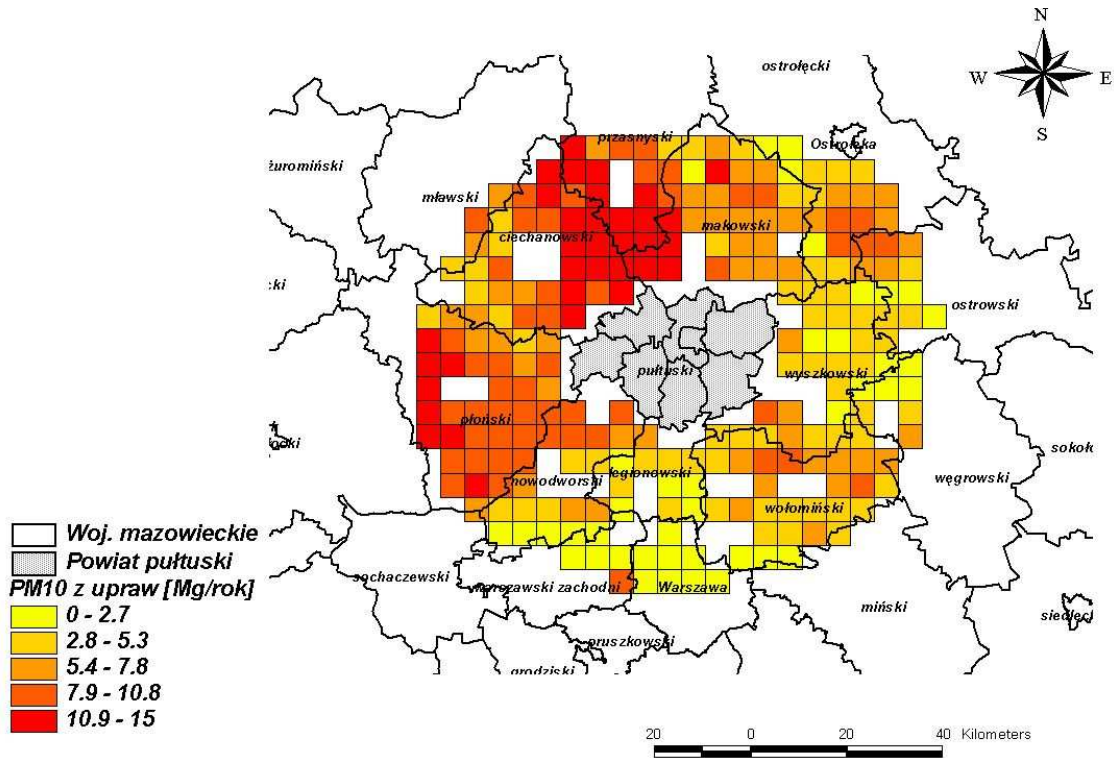 N
W E
S
ostrołęcki
przasnyski
Ostrołęka
żuromiński
mławski
ciechanowski
makowski
ostrowski
pułtuski
wyszkowski
płoński
sokoł
węgrowski
nowodworski
legionowski
wołomiński
sochaczewski
warszawski zachodni
Warszawa
miński
siedlec
pruszkowski
grodziski
Woj. mazowieckie
Powiat pułtuski
PM10 z upraw [Mg/rok]
0 - 2.7
2.8 - 5.3
5.4 - 7.8
7.9 - 10.8
10.9 - 15
20 0 20 40 Kilometers